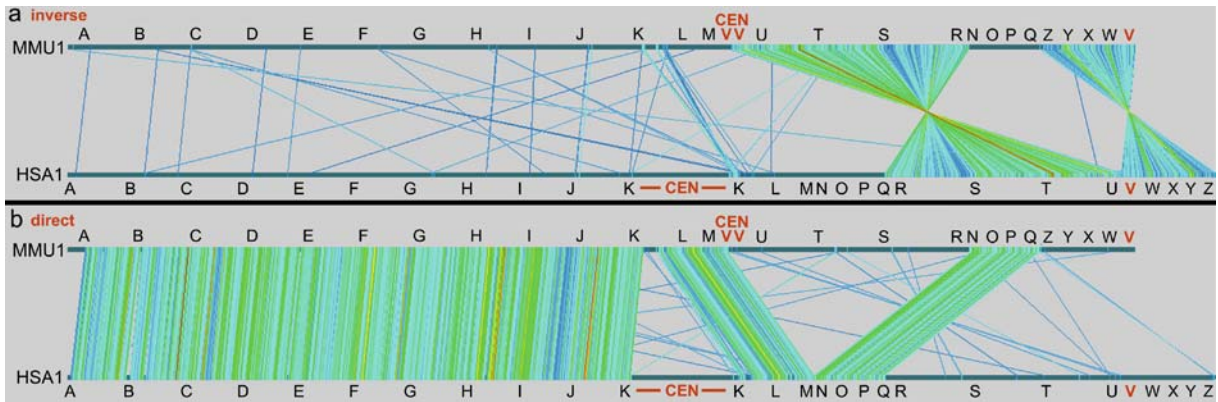 a inverse
CEN
A B C D E F G H I J K L M V V U T S R N O P Q Z Y X W V
MMU1
HSA1
A B C D E F G H I J K CEN K L M N O P Q R S T U V W X Y Z
b direct
CEN
A B C D E F G H I J K L M V V U T S R N O P Q Z Y X W V
MMU1
HSA1
A B C D E F G H I J K CEN K L M N O P Q R S T U V W X Y Z